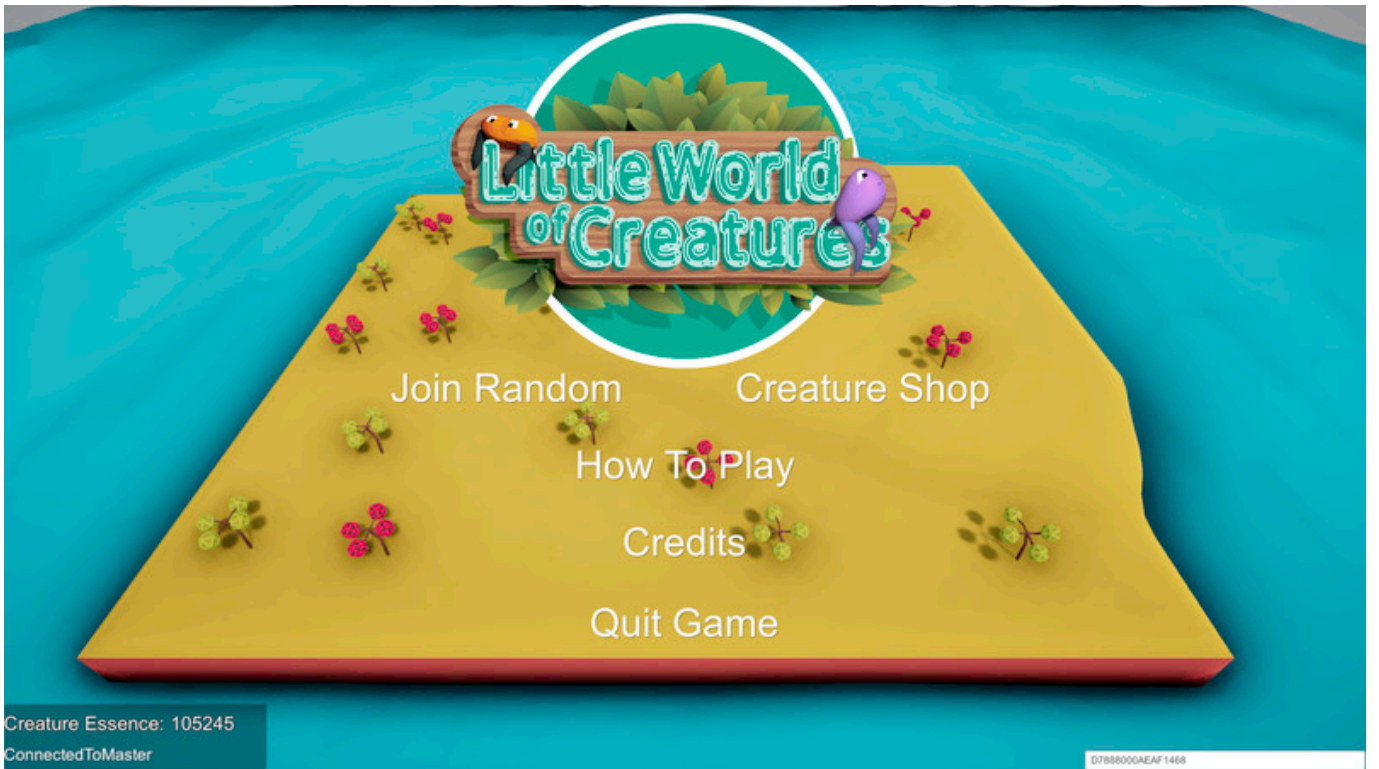 Little World
of Creatures
Join Random
Creature Shop
How To Play
Credits
Quit Game
Creature Essence: 105245
ConnectedToMaster
D7888000AEAF1468